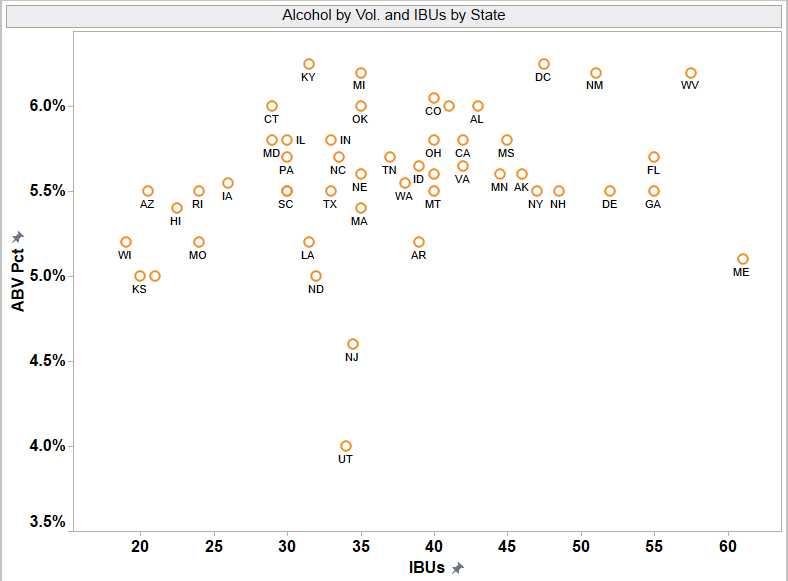 Alcohol by Vol. and IBUs by State
KY
MI
DC
NM
WV
6.0%
CT
OK
CO
AL
MD
IL
IN
OH
CA
MS
PA
NC
TN
ID
VA
FL
5.5%
AZ
HI
RI
IA
SC
TX
NE
MA
WA
MT
MN
AK
NY
NH
DE
GA
WI
MO
LA
AR
ME
5.0%
KS
ND
ABV Pct
4.5%
NJ
4.0%
UT
3.5%
20 25 30 35 40 45 50 55 60
IBUs